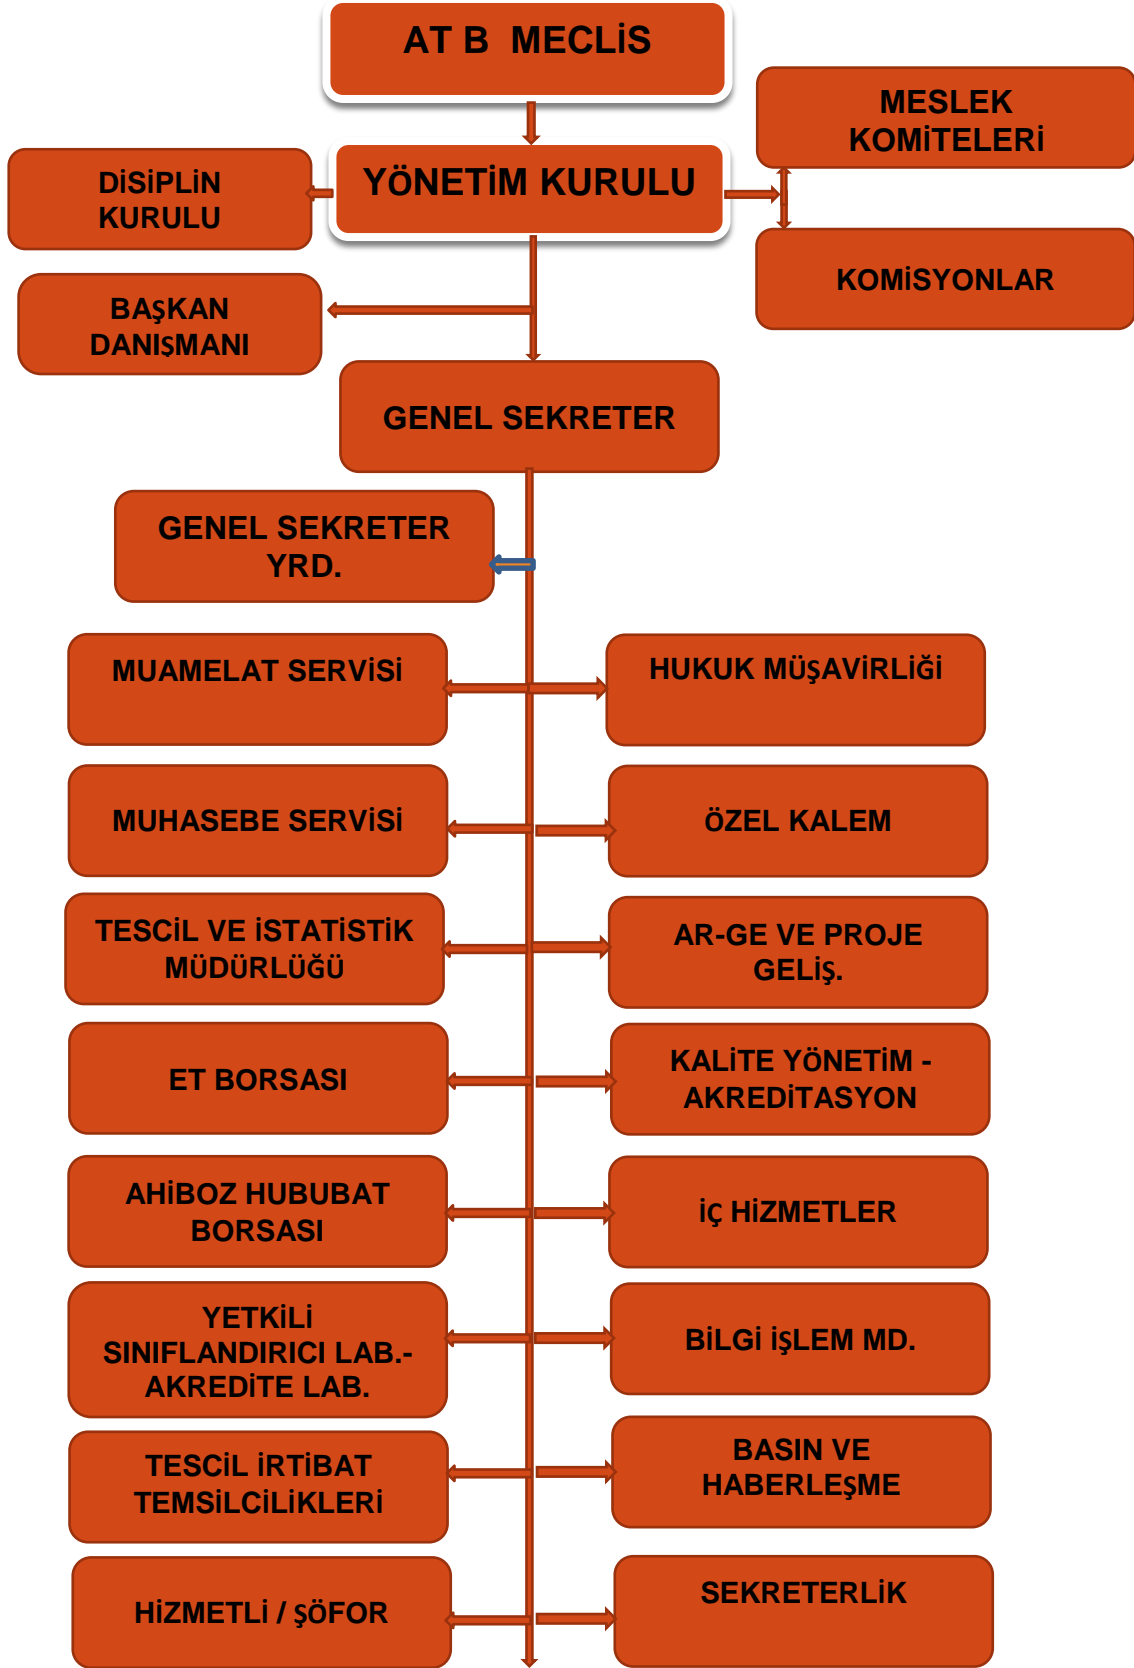 AT B MECLİS
MESLEK
KOMİTELERİ
DİSİPLİN
KURULU
YÖNETİM KURULU
KOMİSYONLAR
BAŞKAN
DANIŞMANI
GENEL SEKRETER
GENEL SEKRETER
YRD.
MUAMELAT SERVİSİ
HUKUK MÜŞAVİRLİĞİ
MUHASEBE SERVİSİ
ÖZEL KALEM
TESCİL VE İSTATİSTİK
MÜDÜRLÜĞÜ
AR-GE VE PROJE
GELİŞ.
ET BORSASI
KALİTE YÖNETİM -
AKREDİTASYON
AHİBOZ HUBUBAT
BORSASI
İÇ HİZMETLER
YETKİLİ
SINIFLANDIRICI LAB.-
AKREDİTE LAB.
BİLGİ İŞLEM MD.
TESCİL İRTİBAT
TEMSİLCİLİKLERİ
BASIN VE
HABERLEŞME
HİZMETLİ / ŞÖFOR
SEKRETERLİK